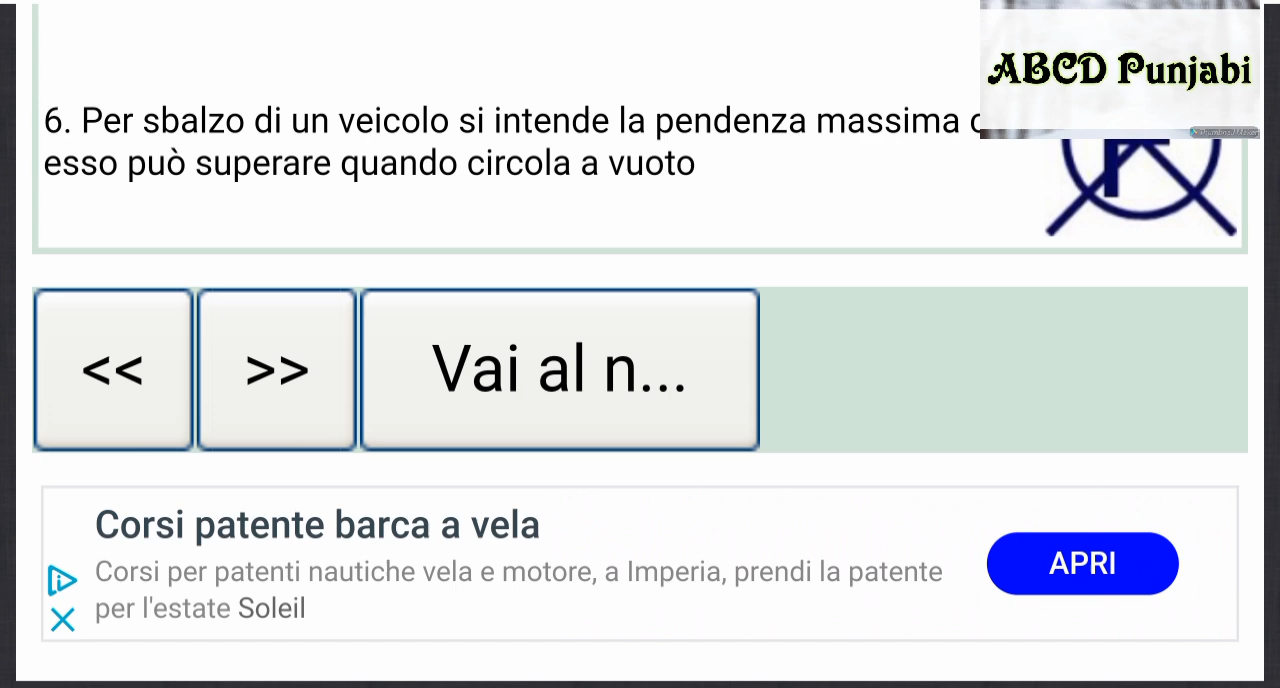 ABCD Punjabi
6. Per sbalzo di un veicolo si intende la pendenza massima
esso può superare quando circola a vuoto
<<
>>
Vai al n...
Corsi patente barca a vela
Corsi per patenti nautiche vela e motore, a Imperia, prendi la patente
per l'estate Soleil
APRI